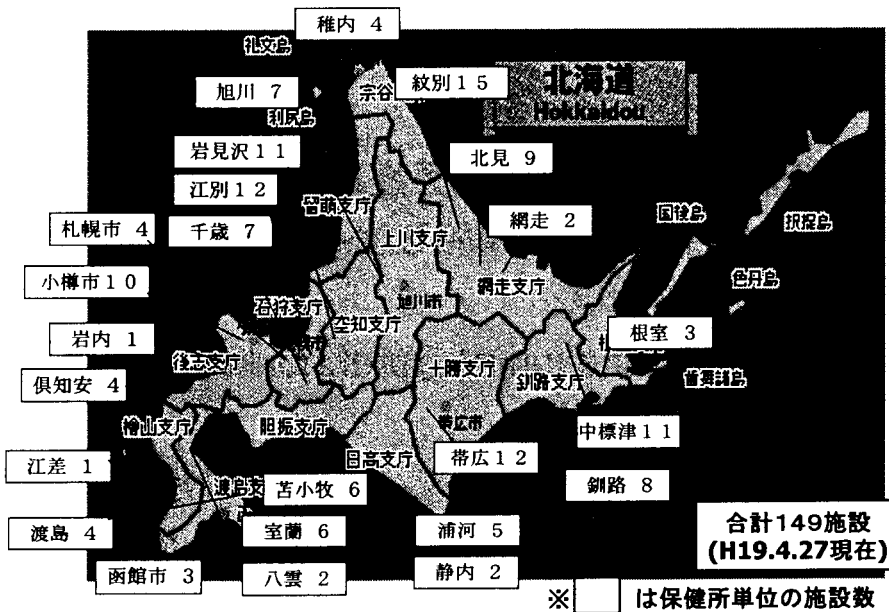 稚内 4
礼文島
旭川 7
紋別15
北海道
Hokkaidou
宗谷
利尻島
岩見沢11
北見 9
江別12
留萌支庁
札幌市 4
千歳 7
網走 2
国後島
択捉島
上川支庁
小樽市10
石狩支庁
旭川市
網走支庁
色丹島
空知支庁
岩内 1
後志支庁
根室 3
倶知安 4
十勝支庁
釧路支庁
歯舞諸島
檜山支庁
胆振支庁
帯広市
中標津11
江差 1
日高支庁
帯広12
渡島支
苫小牧 6
釧路 8
渡島 4
室蘭 6
浦河 5
合計149施設
(H19.4.27現在)
函館市 3
八雲 2
静内 2
※ は保健所単位の施設数